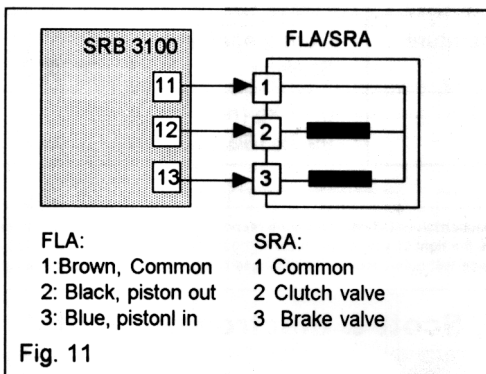 SRB 3100
FLA/SRA
11
1
12
2
13
3
FLA:
1:Brown, Common
2: Black, piston out
3: Blue, pistonl in
SRA:
1 Common
2 Clutch valve
3 Brake valve
Fig. 11